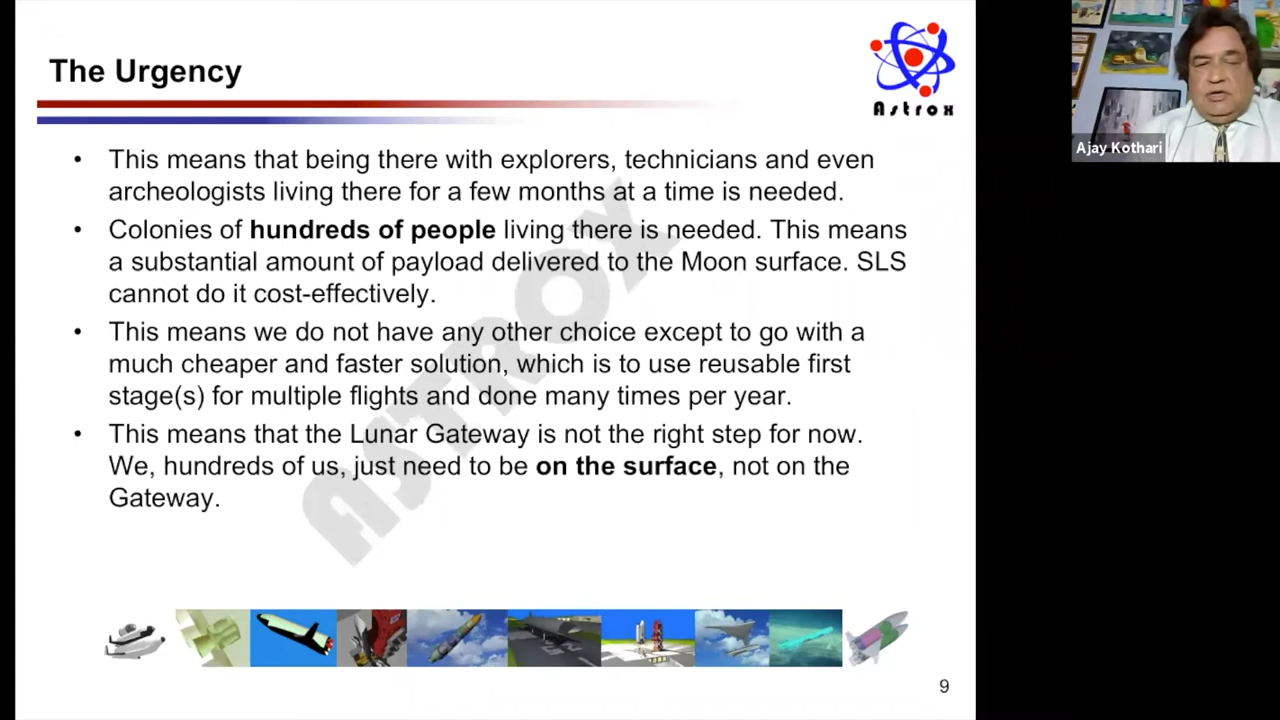 The Urgency
Astrox
Ajay Kothari
• This means that being there with explorers, technicians and even
archeologists living there for a few months at a time is needed.
• Colonies of hundreds of people living there is needed. This means
a substantial amount of payload delivered to the Moon surface. SLS
cannot do it cost-effectively.
• This means we do not have any other choice except to go with a
much cheaper and faster solution, which is to use reusable first
stage(s) for multiple flights and done many times per year.
• This means that the Lunar Gateway is not the right step for now.
We, hundreds of us, just need to be on the surface, not on the
Gateway.
ASTROX
9